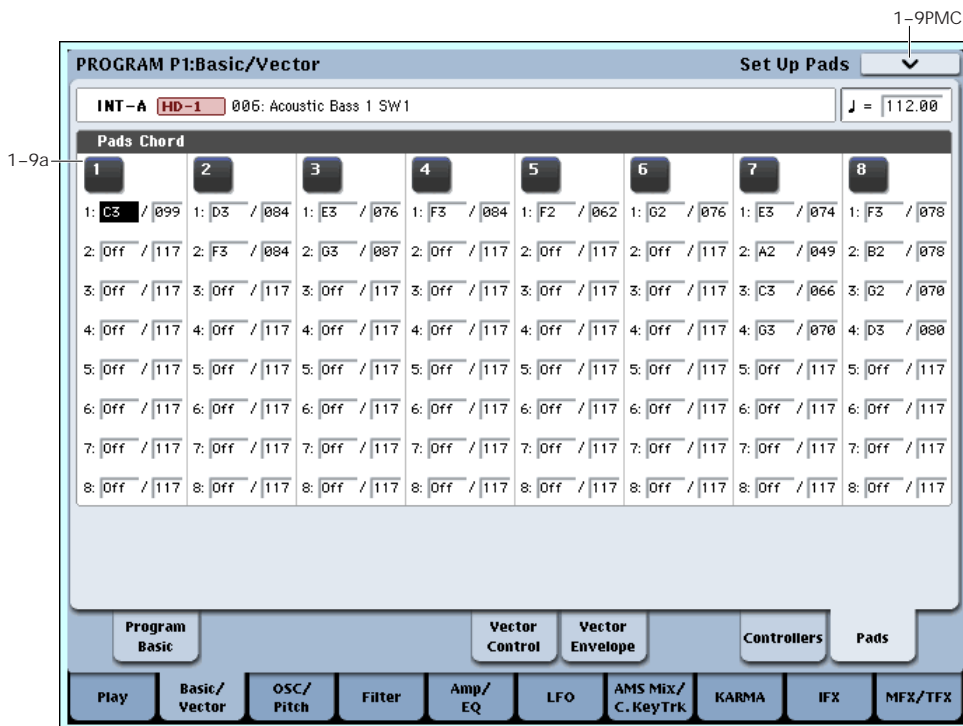 1–9PMC
PROGRAM P1:Basic/Vector Set Up Pads
INT-A HD-1 006: Acoustic Bass 1 SW1 ♩ = 112.00
Pads Chord
1–9a
1 2 3 4 5 6 7 8
1: C3 / 099 1: D3 / 084 1: E3 / 076 1: F3 / 084 1: F2 / 062 1: G2 / 076 1: E3 / 074 1: F3 / 078
2: Off / 117 2: F3 / 084 2: G3 / 087 2: Off / 117 2: Off / 117 2: Off / 117 2: A2 / 049 2: B2 / 078
3: Off / 117 3: Off / 117 3: Off / 117 3: Off / 117 3: Off / 117 3: Off / 117 3: C3 / 066 3: G2 / 070
4: Off / 117 4: Off / 117 4: Off / 117 4: Off / 117 4: Off / 117 4: Off / 117 4: G3 / 070 4: D3 / 080
5: Off / 117 5: Off / 117 5: Off / 117 5: Off / 117 5: Off / 117 5: Off / 117 5: Off / 117 5: Off / 117
6: Off / 117 6: Off / 117 6: Off / 117 6: Off / 117 6: Off / 117 6: Off / 117 6: Off / 117 6: Off / 117
7: Off / 117 7: Off / 117 7: Off / 117 7: Off / 117 7: Off / 117 7: Off / 117 7: Off / 117 7: Off / 117
8: Off / 117 8: Off / 117 8: Off / 117 8: Off / 117 8: Off / 117 8: Off / 117 8: Off / 117 8: Off / 117
Program
Basic
Vector
Control
Vector
Envelope
Controllers
Pads
Play
Basic/
Vector
OSC/
Pitch
Filter
Amp/
EQ
LFO
AMS Mix/
C.KeyTrk
KARMA
IFX
MFX/TFX